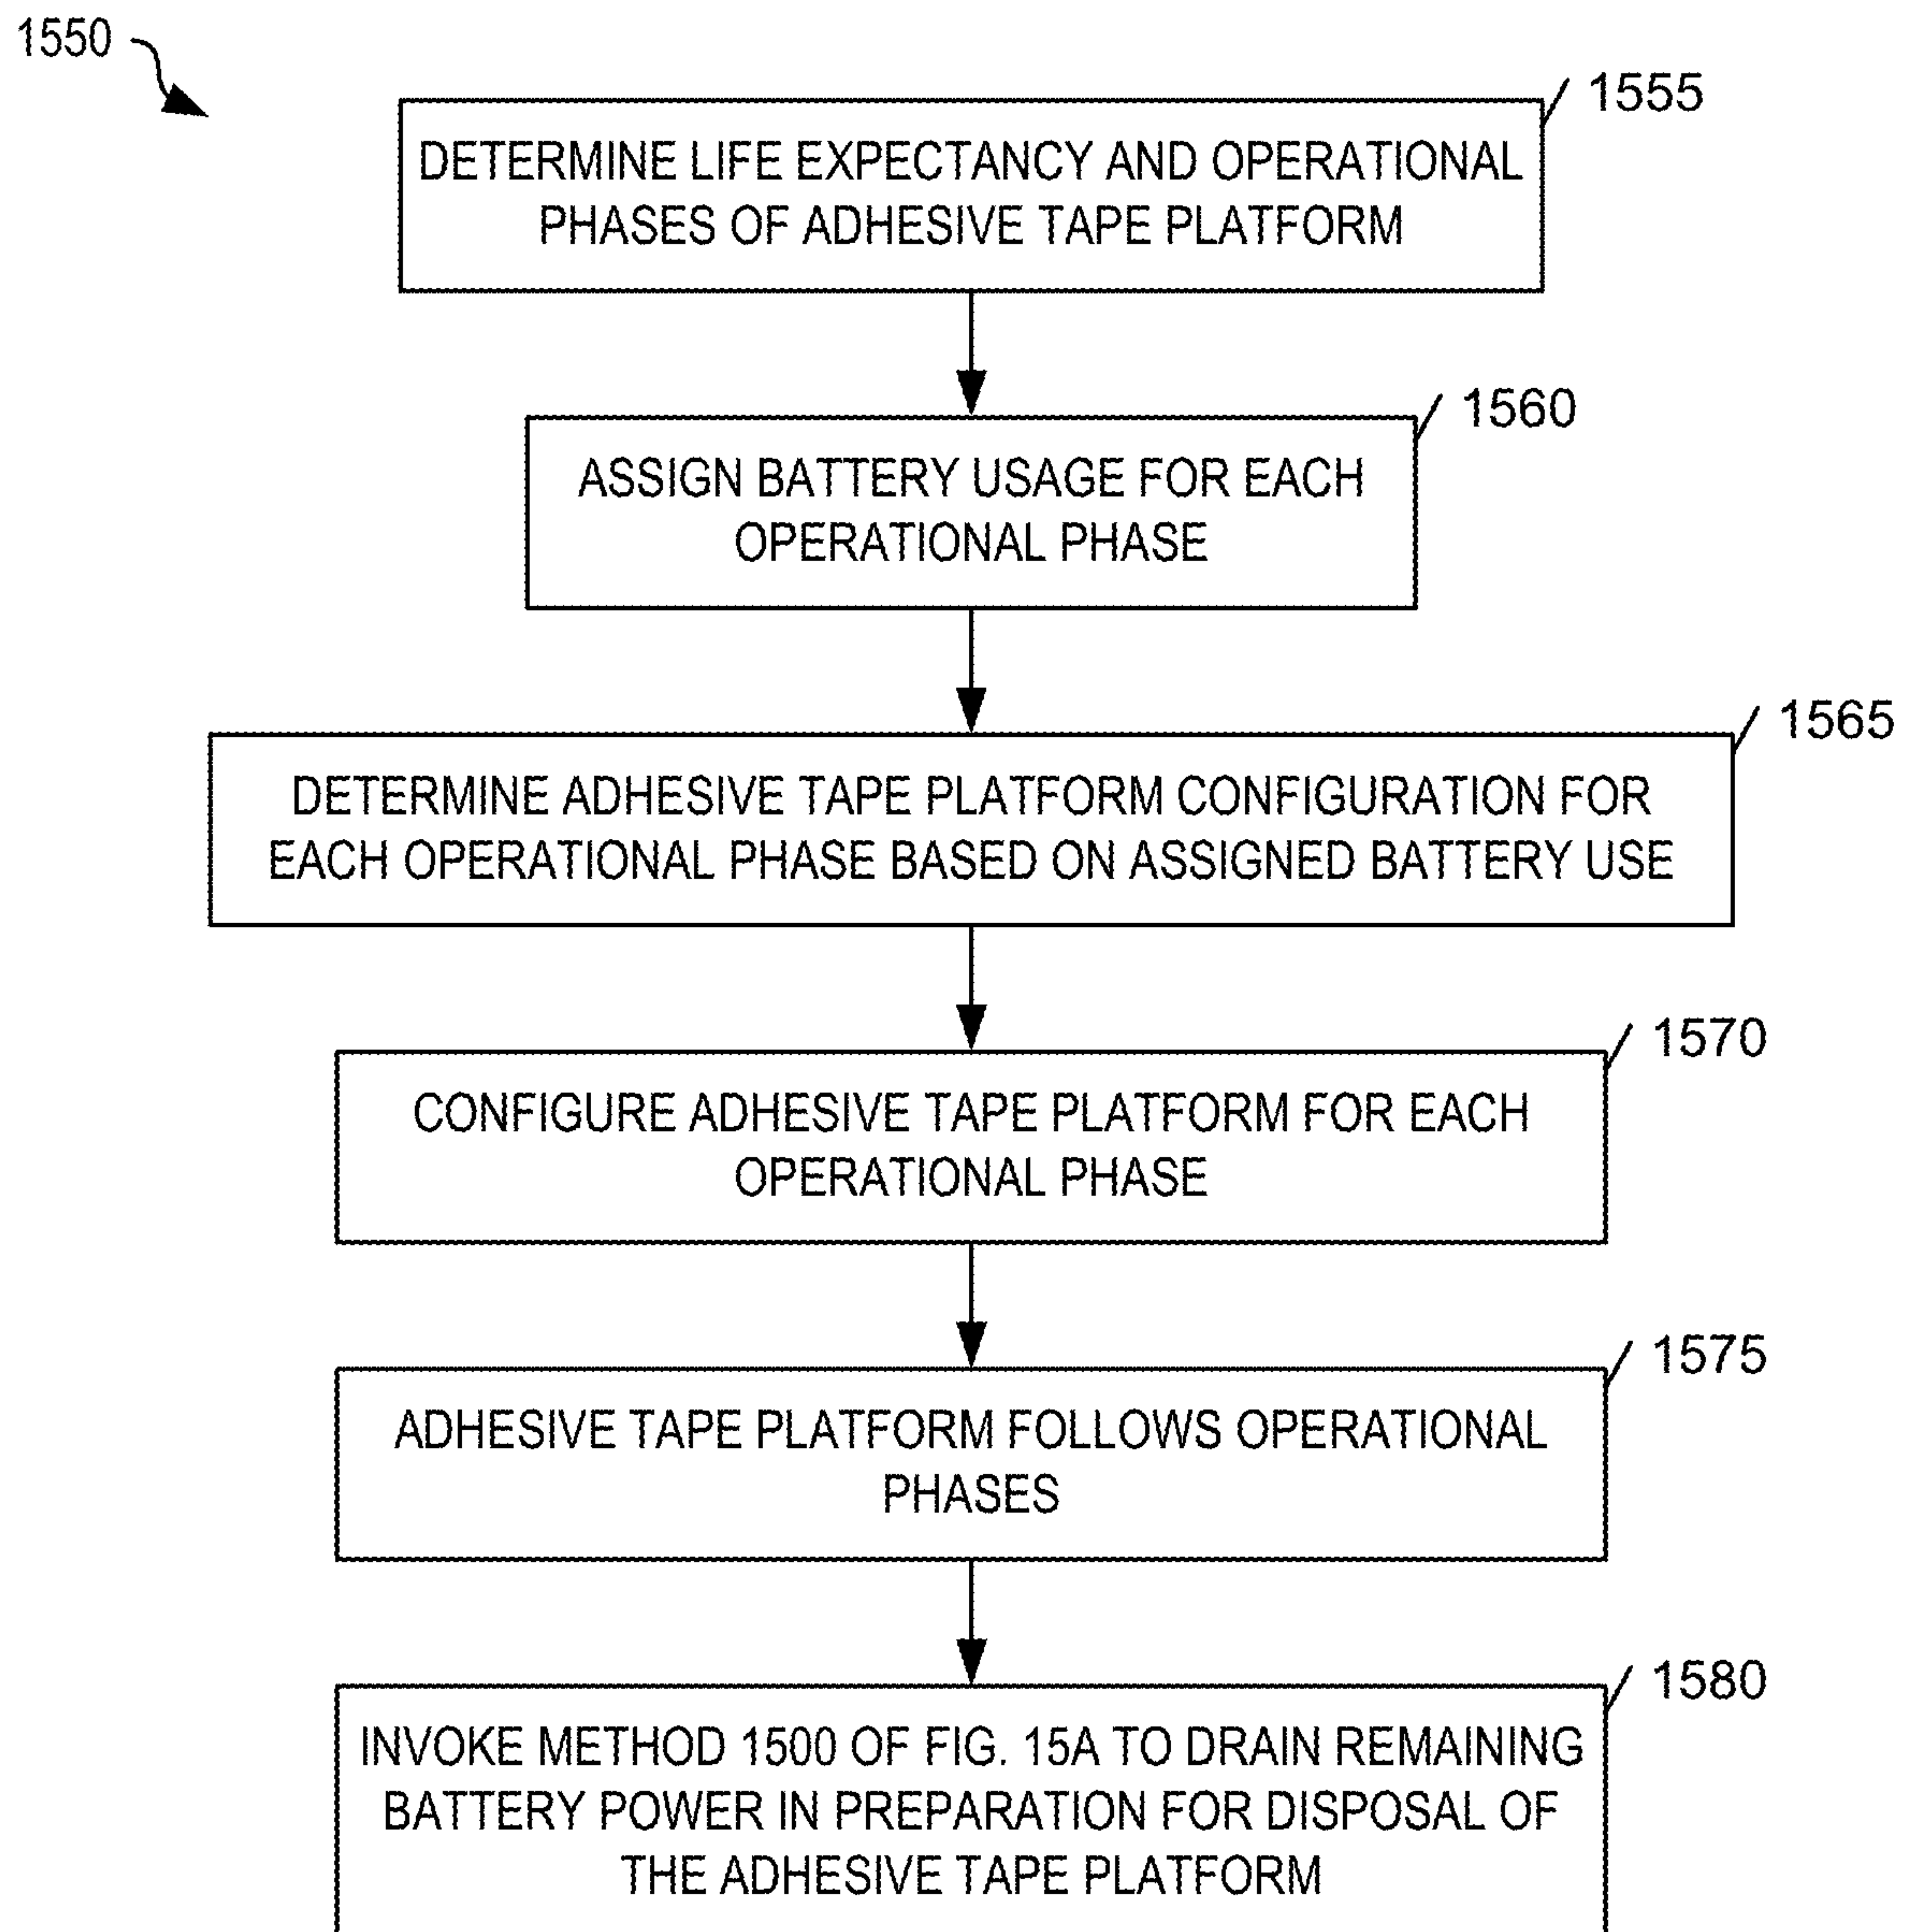 1550
1555
DETERMINE LIFE EXPECTANCY AND OPERATIONAL
PHASES OF ADHESIVE TAPE PLATFORM
1560
ASSIGN BATTERY USAGE FOR EACH
OPERATIONAL PHASE
1565
DETERMINE ADHESIVE TAPE PLATFORM CONFIGURATION FOR
EACH OPERATIONAL PHASE BASED ON ASSIGNED BATTERY USE
1570
CONFIGURE ADHESIVE TAPE PLATFORM FOR EACH
OPERATIONAL PHASE
1575
ADHESIVE TAPE PLATFORM FOLLOWS OPERATIONAL
PHASES
1580
INVOKE METHOD 1500 OF FIG. 15A TO DRAIN REMAINING
BATTERY POWER IN PREPARATION FOR DISPOSAL OF
THE ADHESIVE TAPE PLATFORM